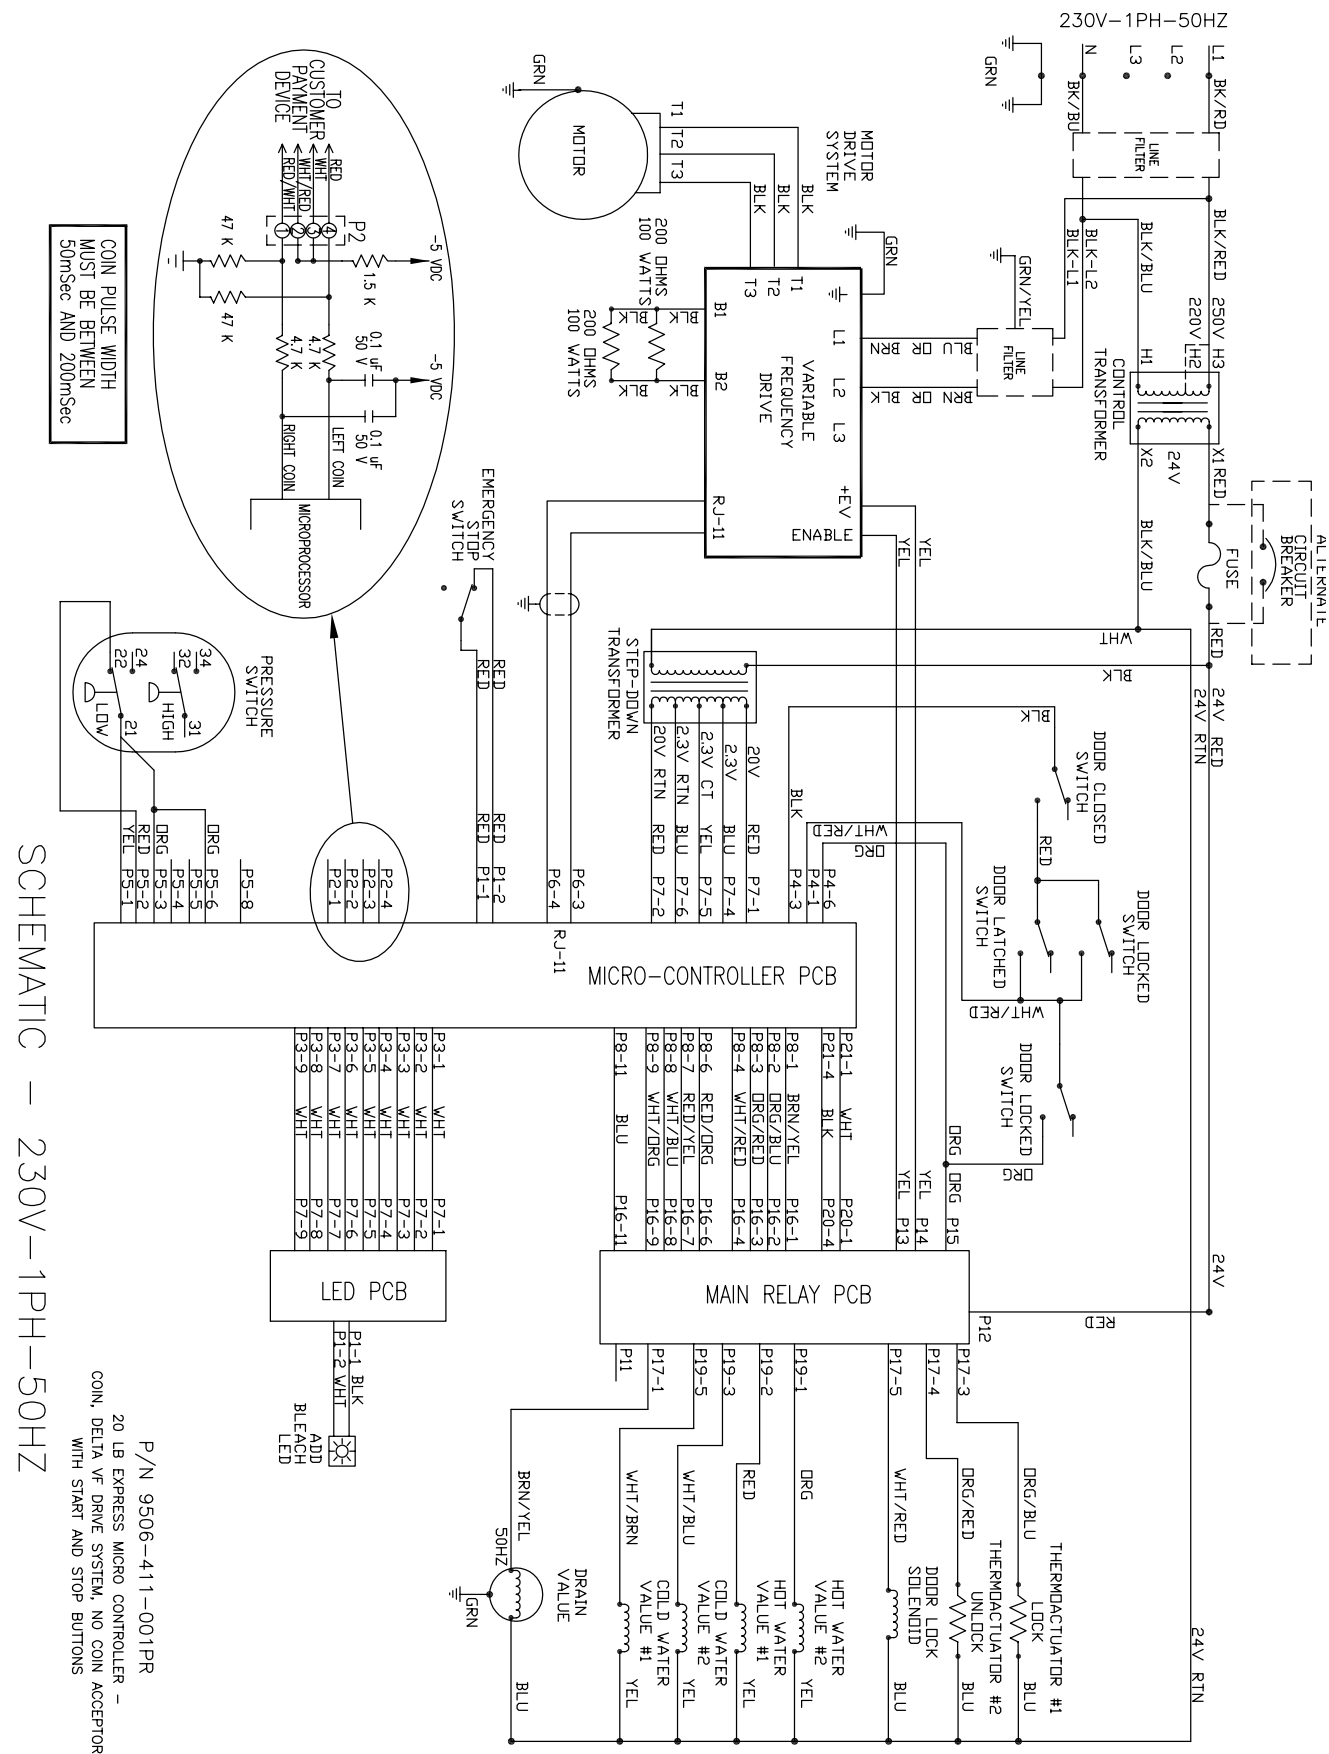 230V-1PH-50HZ
L1
L2
L3
N
GRN
BK/RD
BK/BU
LINE
FILTER
BLK/RED
BLK/BLU
BLK-L2
BLK-L1
250V
220V
H3
H2
H1
CONTROL
TRANSFORMER
X1
X2
24V
RED
BLK/BLU
FUSE
ALTERNATE
CIRCUIT
BREAKER
RED
WHT
BLK
24V RED
24V RTN
24V
RED
24V RTN
GRN/YEL
LINE
FILTER
BLU OR BRN
BRN OR BLK
GRN
MOTOR
DRIVE
SYSTEM
GRN
MOTOR
T1
T2
T3
BLK
BLK
BLK
T1
T2
T3
L1
L2
L3
VARIABLE
FREQUENCY
DRIVE
+EV
ENABLE
RJ-11
B1
B2
BLK
BLK
BLK
BLK
200 OHMS
100 WATTS
200 OHMS
100 WATTS
YEL
YEL
DOOR CLOSED
SWITCH
BLK
RED
DOOR LOCKED
SWITCH
DOOR LATCHED
SWITCH
WHT/RED
DOOR LOCKED
SWITCH
ORG
STEP-DOWN
TRANSFORMER
20V
2.3V
2.3V CT
2.3V RTN
20V RTN
RED P7-1
BLU P7-4
YEL P7-5
BLU P7-6
RED P7-2
BLK
WHT/RED
ORG
P4-6
P4-1
P4-3
P6-3
P6-4
RJ-11
EMERGENCY
STOP
SWITCH
RED
RED
RED P1-2
RED P1-1
P2-4
P2-3
P2-2
P2-1
P5-8
ORG P5-6
P5-5
P5-4
ORG P5-3
RED P5-2
YEL P5-1
PRESSURE
SWITCH
34
32
31
HIGH
24
22
21
LOW
TO
CUSTOMER
PAYMENT
DEVICE
RED
WHT
WHT/RED
RED/WHT
P2
4
3
2
1
-5 VDC
1.5 K
47 K
47 K
4.7 K
4.7 K
0.1 uF
50 V
-5 VDC
0.1 uF
50 V
LEFT COIN
RIGHT COIN
MICROPROCESSOR
COIN PULSE WIDTH
MUST BE BETWEEN
50mSec AND 200mSec
MICRO-CONTROLLER PCB
P21-1 WHT P20-1
P21-4 BLK P20-4
P8-1 BRN/YEL P16-1
P8-2 ORG/BLU P16-2
P8-3 ORG/RED P16-3
P8-4 WHT/RED P16-4
P8-6 RED/ORG P16-6
P8-7 RED/YEL P16-7
P8-8 WHT/BLU P16-8
P8-9 WHT/ORG P16-9
P8-11 BLU P16-11
P3-1 WHT P7-1
P3-2 WHT P7-2
P3-3 WHT P7-3
P3-4 WHT P7-4
P3-5 WHT P7-5
P3-6 WHT P7-6
P3-7 WHT P7-7
P3-8 WHT P7-8
P3-9 WHT P7-9
ORG
ORG P15
YEL P14
YEL P13
MAIN RELAY PCB
P12
LED PCB
P1-1 BLK
P1-2 WHT
ADD
BLEACH
LED
P17-3
P17-4
P17-5
P19-1
P19-2
P19-3
P19-5
P17-1
P11
ORG/BLU
THERMOACTUATOR #1
LOCK
BLU
ORG/RED
THERMOACTUATOR #2
UNLOCK
BLU
WHT/RED
DOOR LOCK
SOLENOID
BLU
ORG
HOT WATER
VALUE #2
YEL
RED
HOT WATER
VALUE #1
WHT/BLU
COLD WATER
VALUE #2
YEL
WHT/BRN
COLD WATER
VALUE #1
YEL
BRN/YEL
50HZ
DRAIN
VALUE
GRN
BLU
SCHEMATIC - 230V-1PH-50HZ
P/N 9506-411-001PR
20 LB EXPRESS MICRO CONTROLLER -
COIN, DELTA VF DRIVE SYSTEM, NO COIN ACCEPTOR
WITH START AND STOP BUTTONS